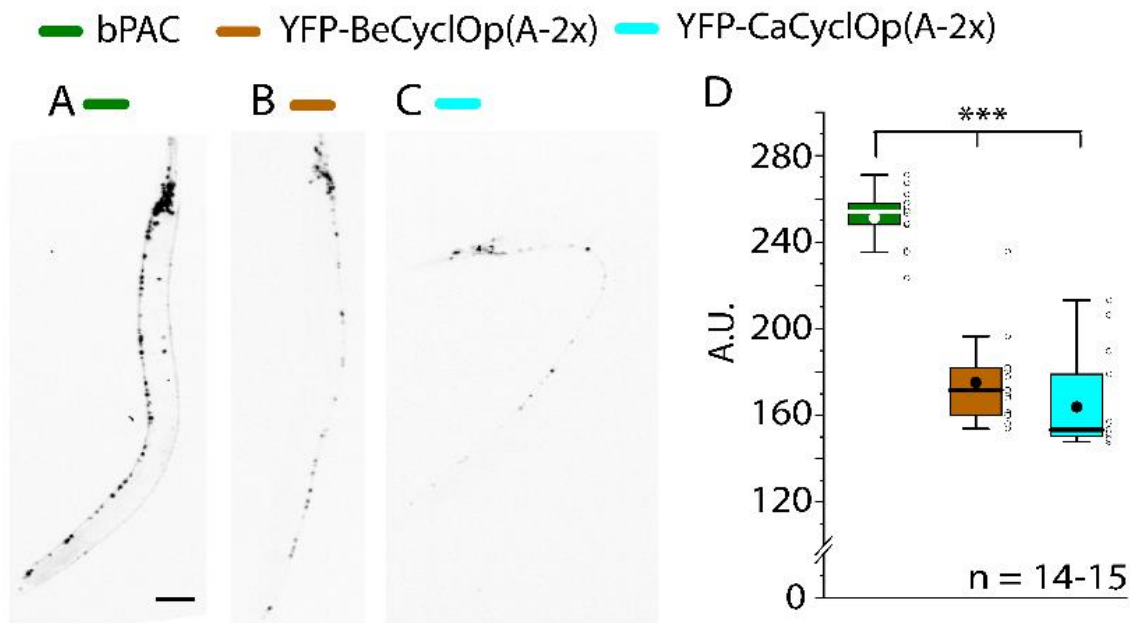 bPAC YFP-BeCyclOp(A-2x) YFP-CaCyclOp(A-2x)
A B C D
***
280
240
200
160
120
0
A.U.
n = 14-15